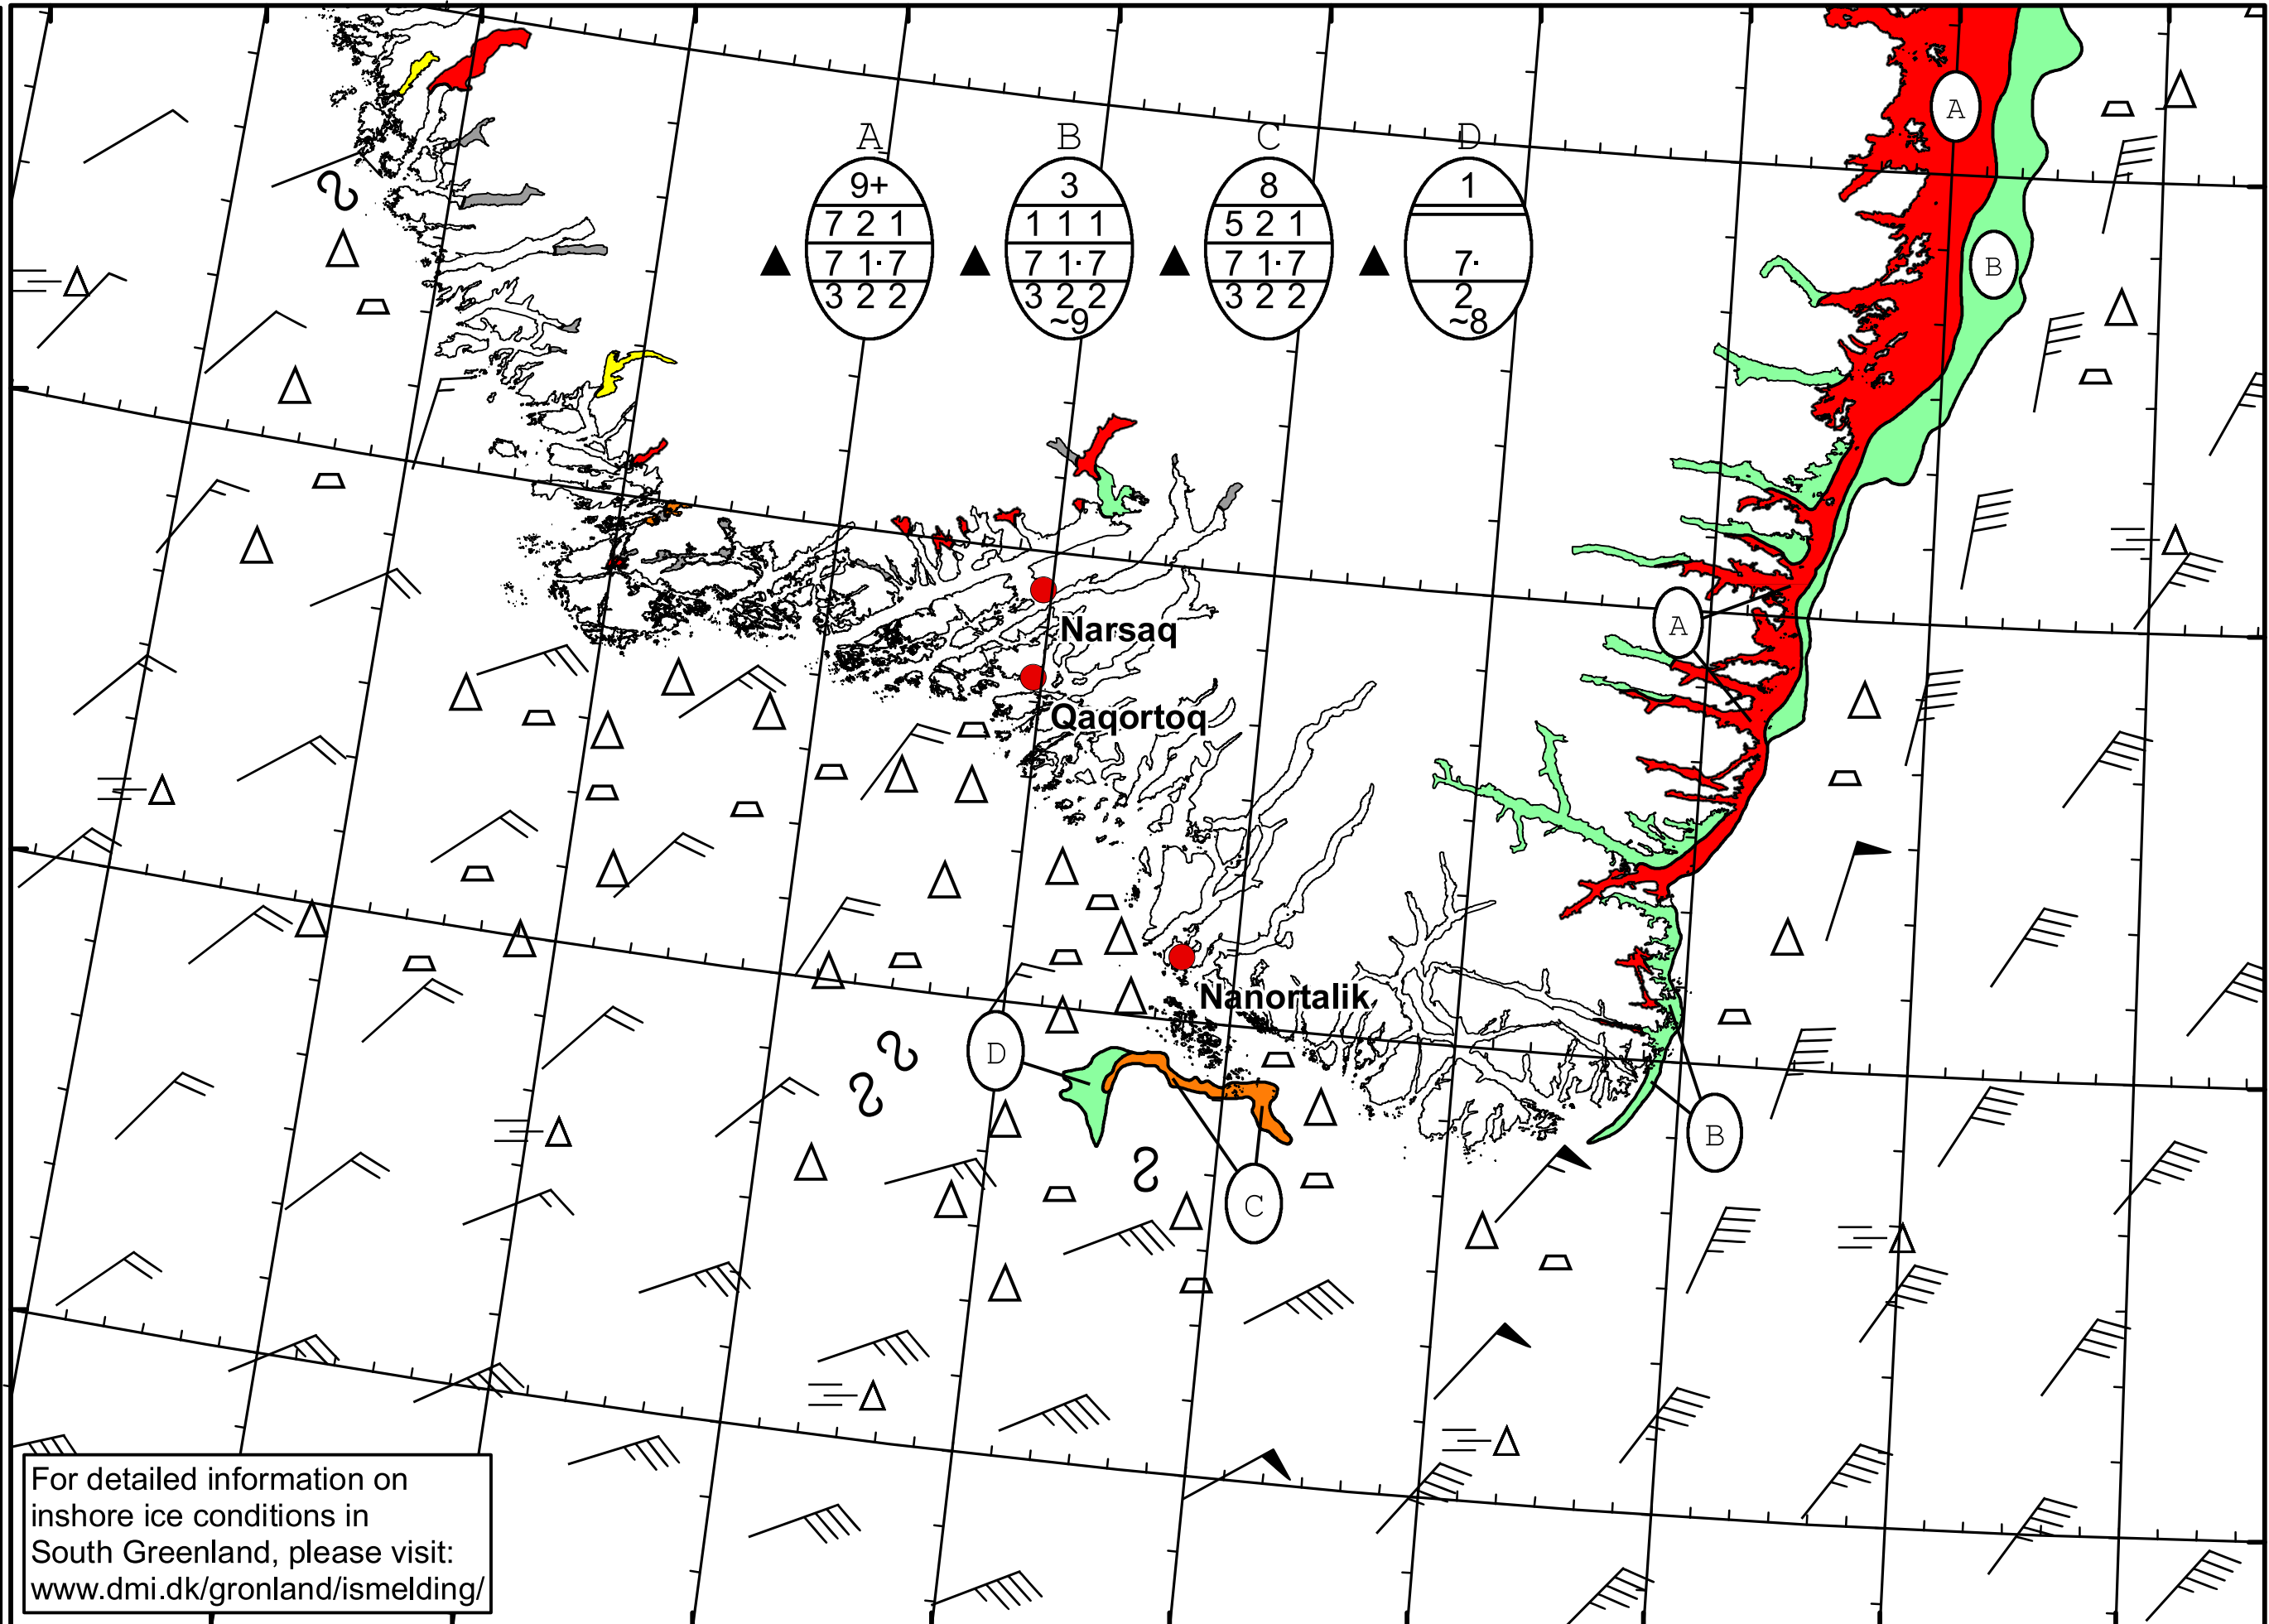 A B C D
9+ 3 8 1
7 2 1 1 1 1 5 2 1
7 1· 7 7 1· 7 7 1· 7 7·
3 2 2 3 2 2 3 2 2 2
~9 ~8
A
B
A
Narsaq
Qaqortoq
Nanortalik
D
B
C
For detailed information on
inshore ice conditions in
South Greenland, please visit:
www.dmi.dk/gronland/ismelding/